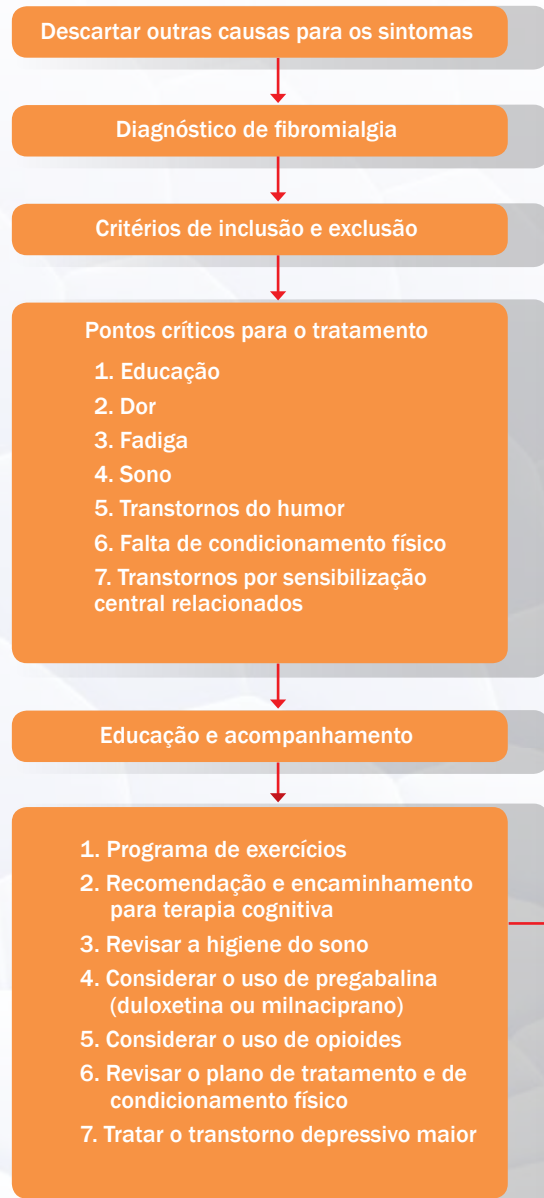 Descartar outras causas para os sintomas
Diagnóstico de fibromialgia
Critérios de inclusão e exclusão
Pontos críticos para o tratamento
1. Educação
2. Dor
3. Fadiga
4. Sono
5. Transtornos do humor
6. Falta de condicionamento físico
7. Transtornos por sensibilização
central relacionados
Educação e acompanhamento
1. Programa de exercícios
2. Recomendação e encaminhamento
para terapia cognitiva
3. Revisar a higiene do sono
4. Considerar o uso de pregabalina
(duloxetina ou milnaciprano)
5. Considerar o uso de opioides
6. Revisar o plano de tratamento e de
condicionamento físico
7. Tratar o transtorno depressivo maior